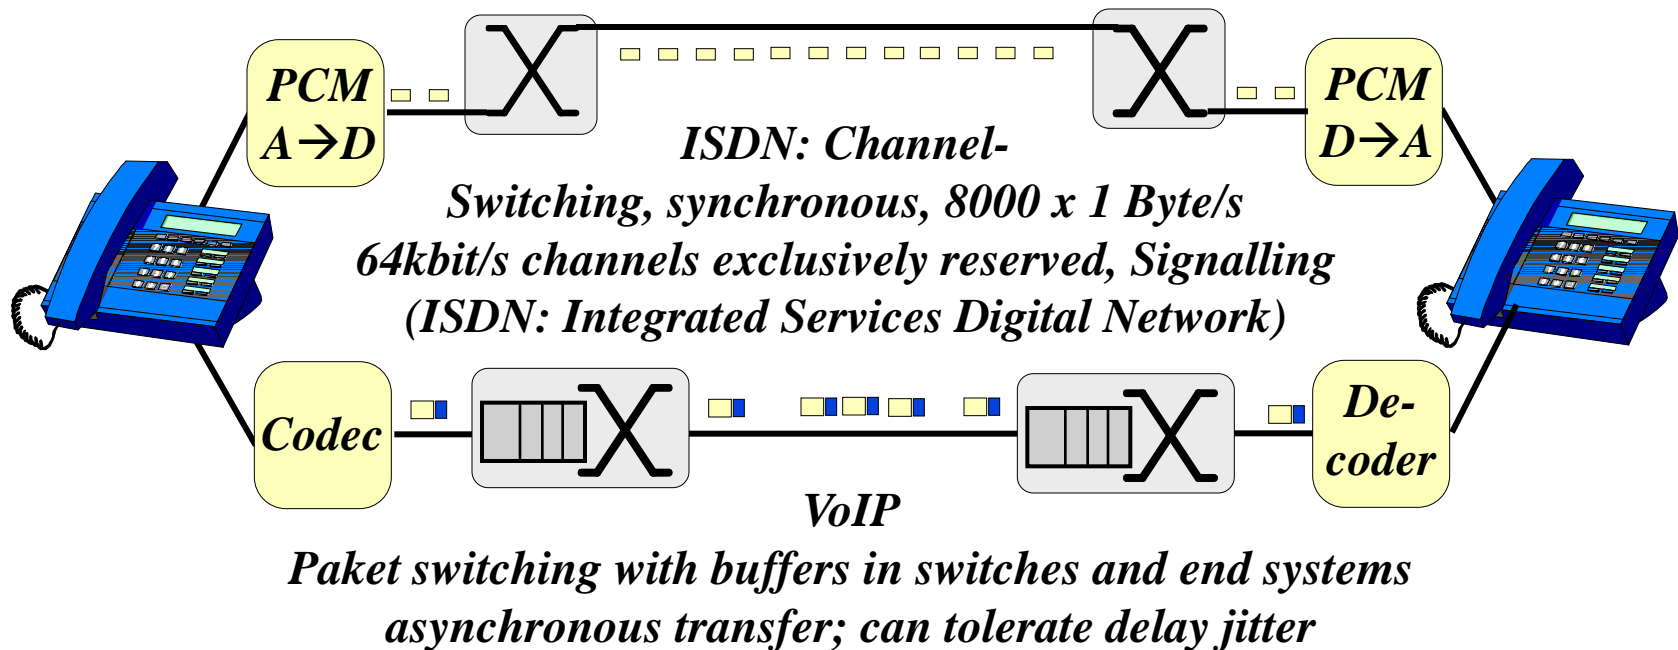 PCM
A→D
PCM
D→A
ISDN: Channel-
Switching, synchronous, 8000 x 1 Byte/s
64kbit/s channels exclusively reserved, Signalling
(ISDN: Integrated Services Digital Network)
Codec
De-
coder
VoIP
Paket switching with buffers in switches and end systems
asynchronous transfer; can tolerate delay jitter